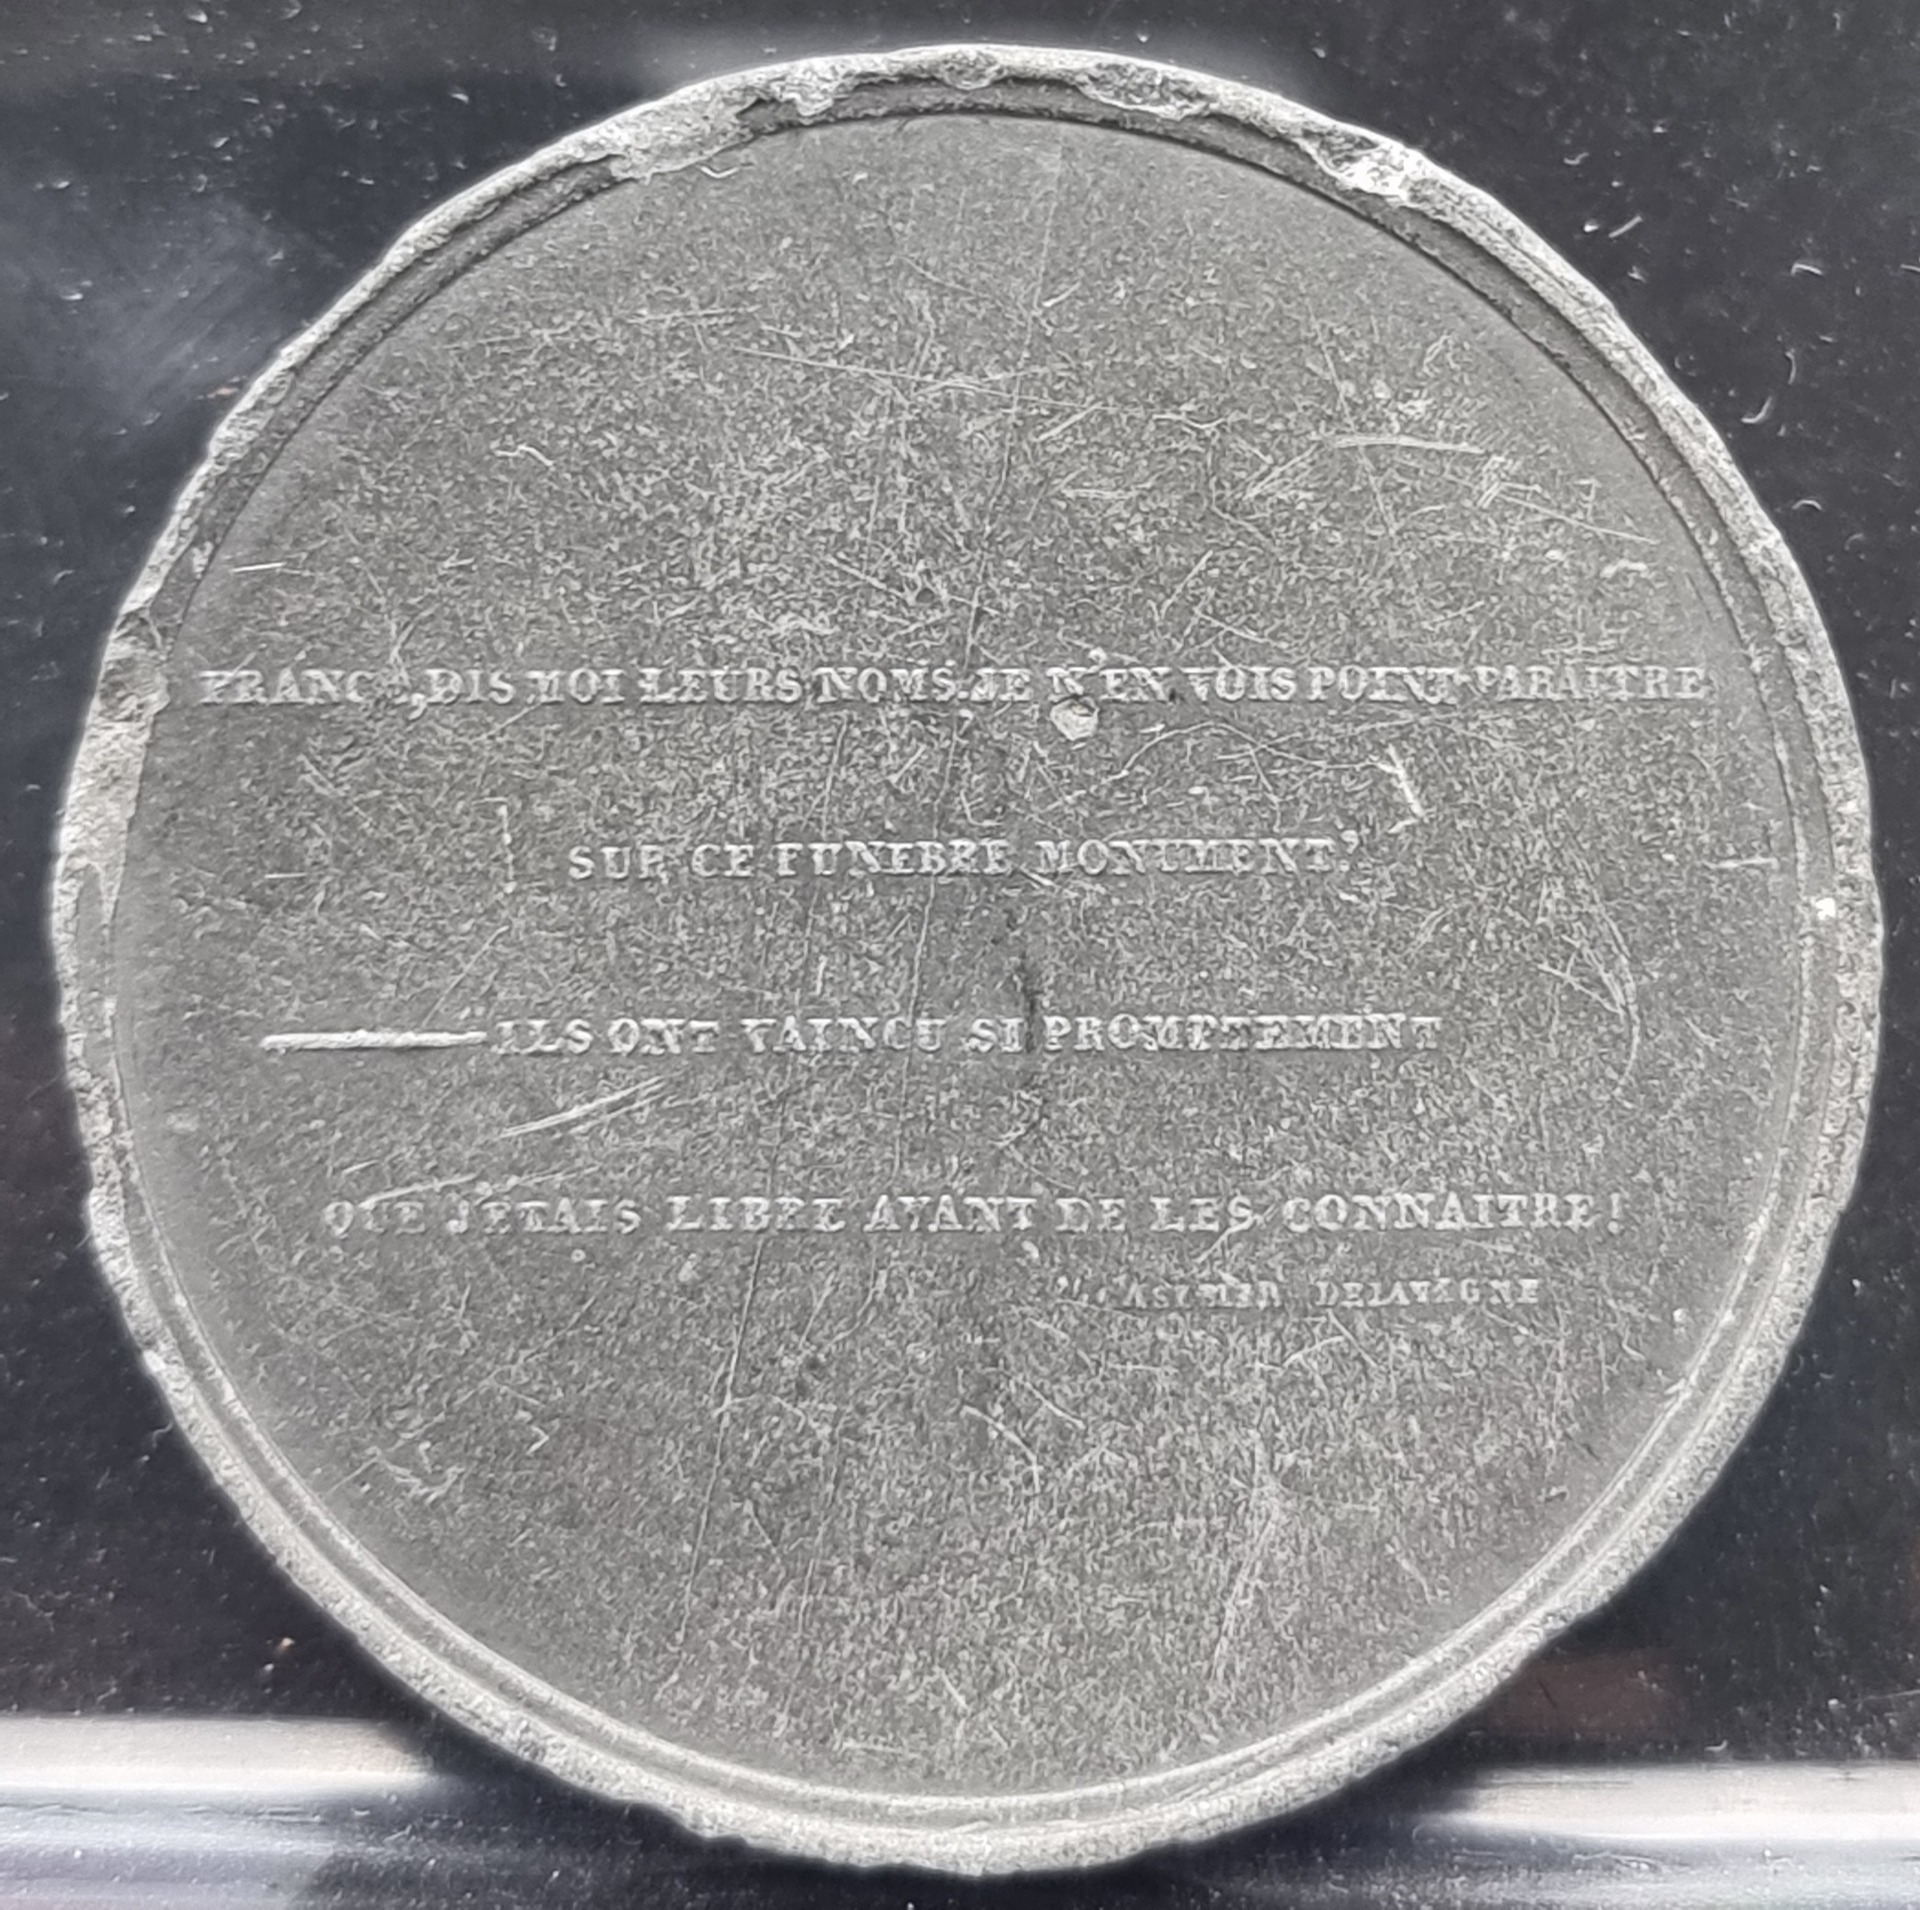 FRANCE, DIS MOI LEURS NOMS. JE N'EN VOIS POINT PARAITRE
SUR CE FUNEBRE MONUMENT.
ILS ONT VAINCU SI PROMPTEMENT
QUE J'ETAIS LIBRE AVANT DE LES CONNAITRE!
CASIMIR DELAVIGNE